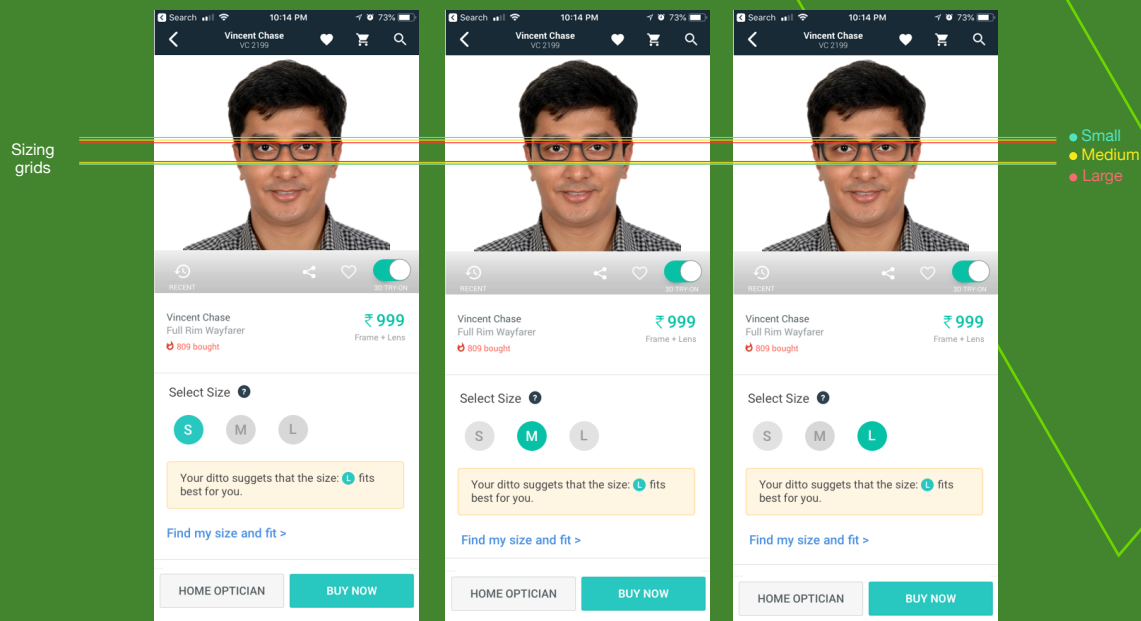 Sizing
grids
Search
10:14 PM
73%
Vincent Chase
VC 2199
RECENT
3D TRY-ON
Vincent Chase
Full Rim Wayfarer
809 bought
₹ 999
Frame + Lens
Select Size ?
S M L
Your ditto suggets that the size: L fits
best for you.
Find my size and fit >
HOME OPTICIAN
BUY NOW
Search
10:14 PM
73%
Vincent Chase
VC 2199
RECENT
3D TRY-ON
Vincent Chase
Full Rim Wayfarer
809 bought
₹ 999
Frame + Lens
Select Size ?
S M L
Your ditto suggets that the size: L fits
best for you.
Find my size and fit >
HOME OPTICIAN
BUY NOW
Search
10:14 PM
73%
Vincent Chase
VC 2199
RECENT
3D TRY-ON
Vincent Chase
Full Rim Wayfarer
809 bought
₹ 999
Frame + Lens
Select Size ?
S M L
Your ditto suggets that the size: L fits
best for you.
Find my size and fit >
HOME OPTICIAN
BUY NOW
Small
Medium
Large